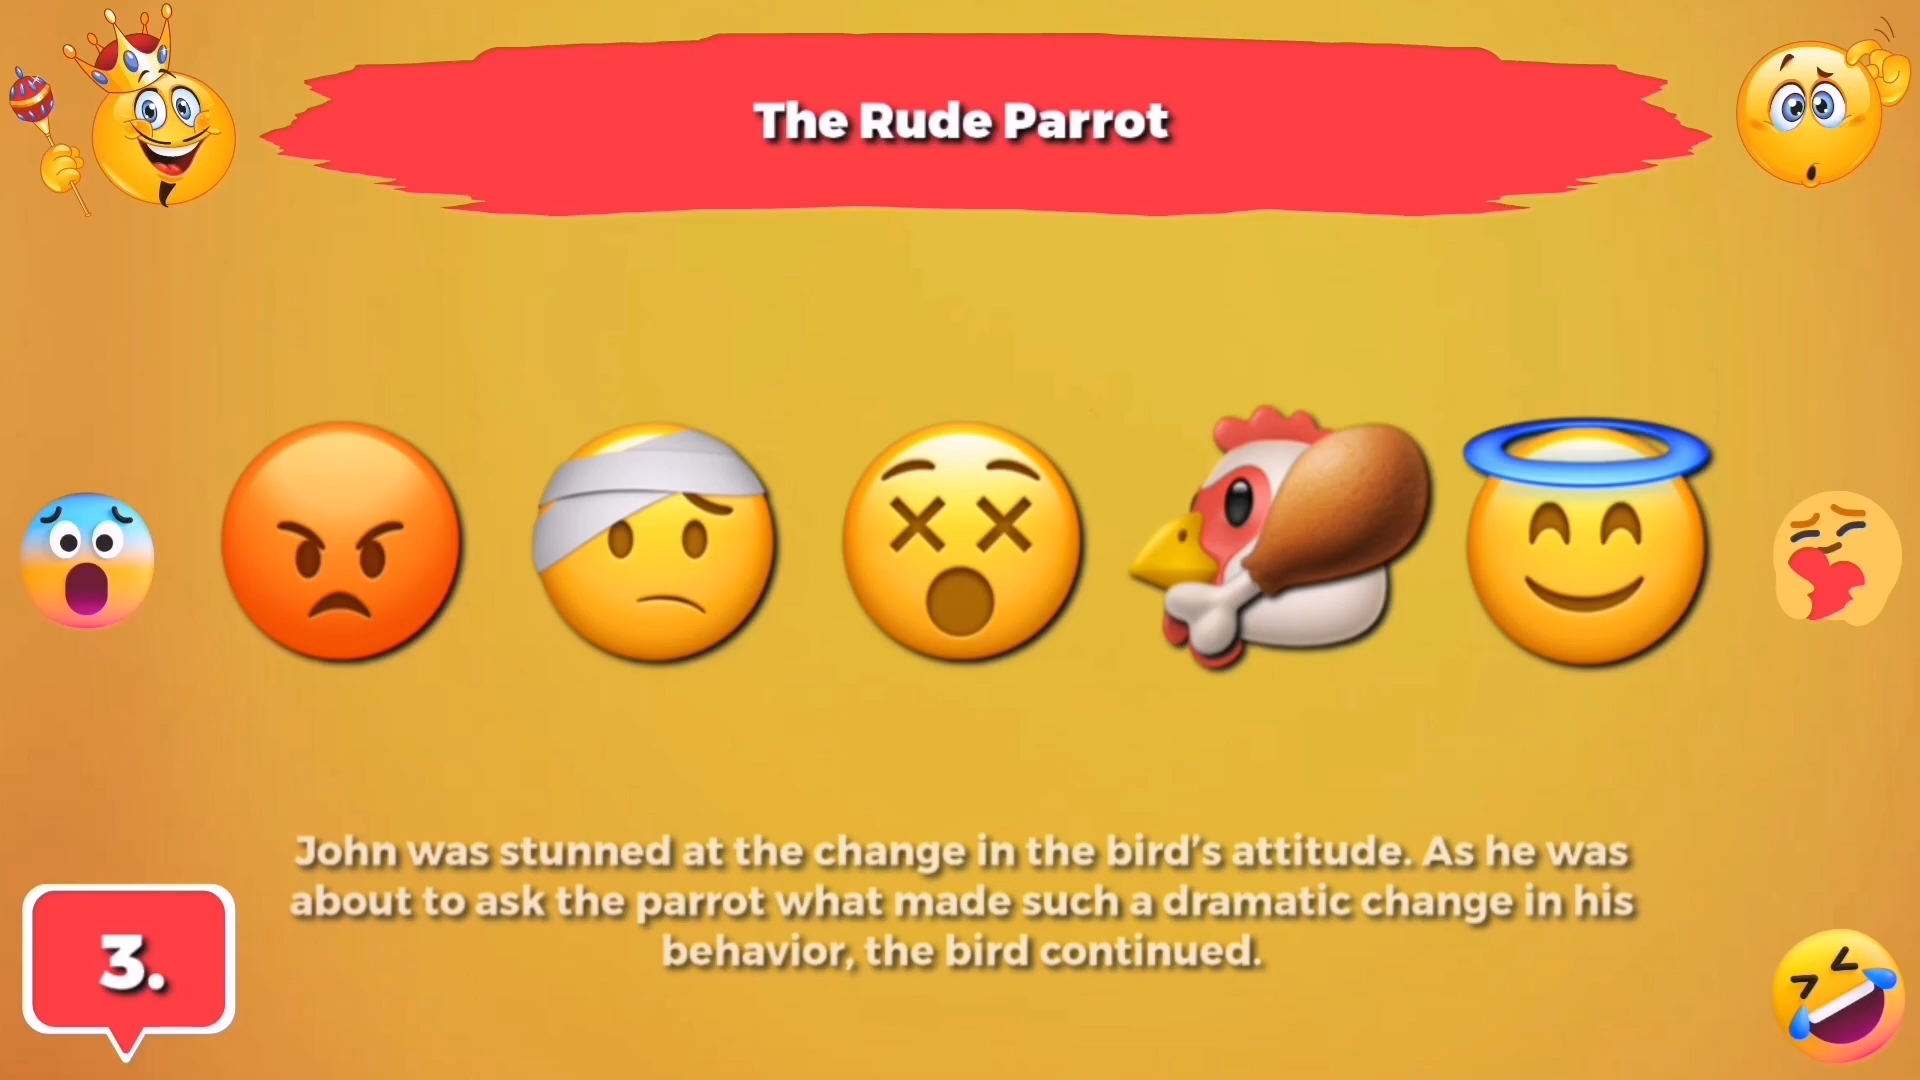 The Rude Parrot
John was stunned at the change in the bird’s attitude. As he was
about to ask the parrot what made such a dramatic change in his
behavior, the bird continued.
3.